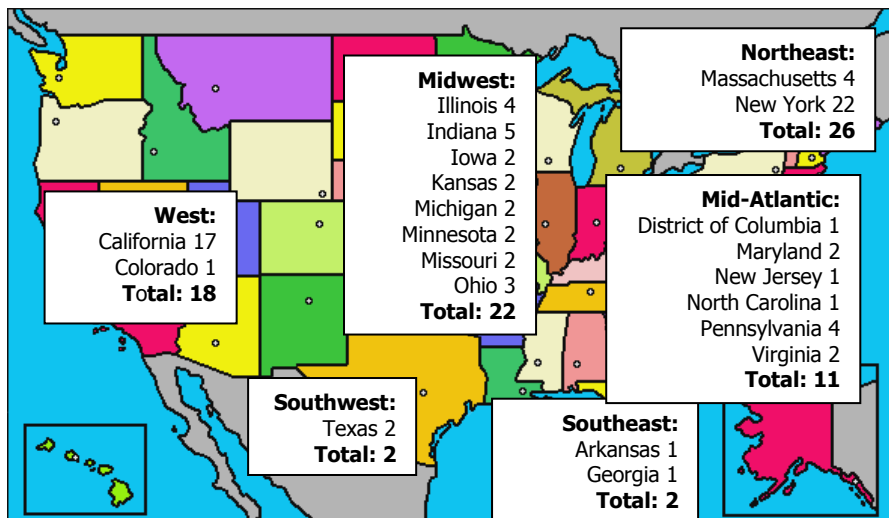 Northeast:
Massachusetts 4
New York 22
Total: 26
Midwest:
Illinois 4
Indiana 5
Iowa 2
Kansas 2
Michigan 2
Minnesota 2
Missouri 2
Ohio 3
Total: 22
West:
California 17
Colorado 1
Total: 18
Mid-Atlantic:
District of Columbia 1
Maryland 2
New Jersey 1
North Carolina 1
Pennsylvania 4
Virginia 2
Total: 11
Southwest:
Texas 2
Total: 2
Southeast:
Arkansas 1
Georgia 1
Total: 2